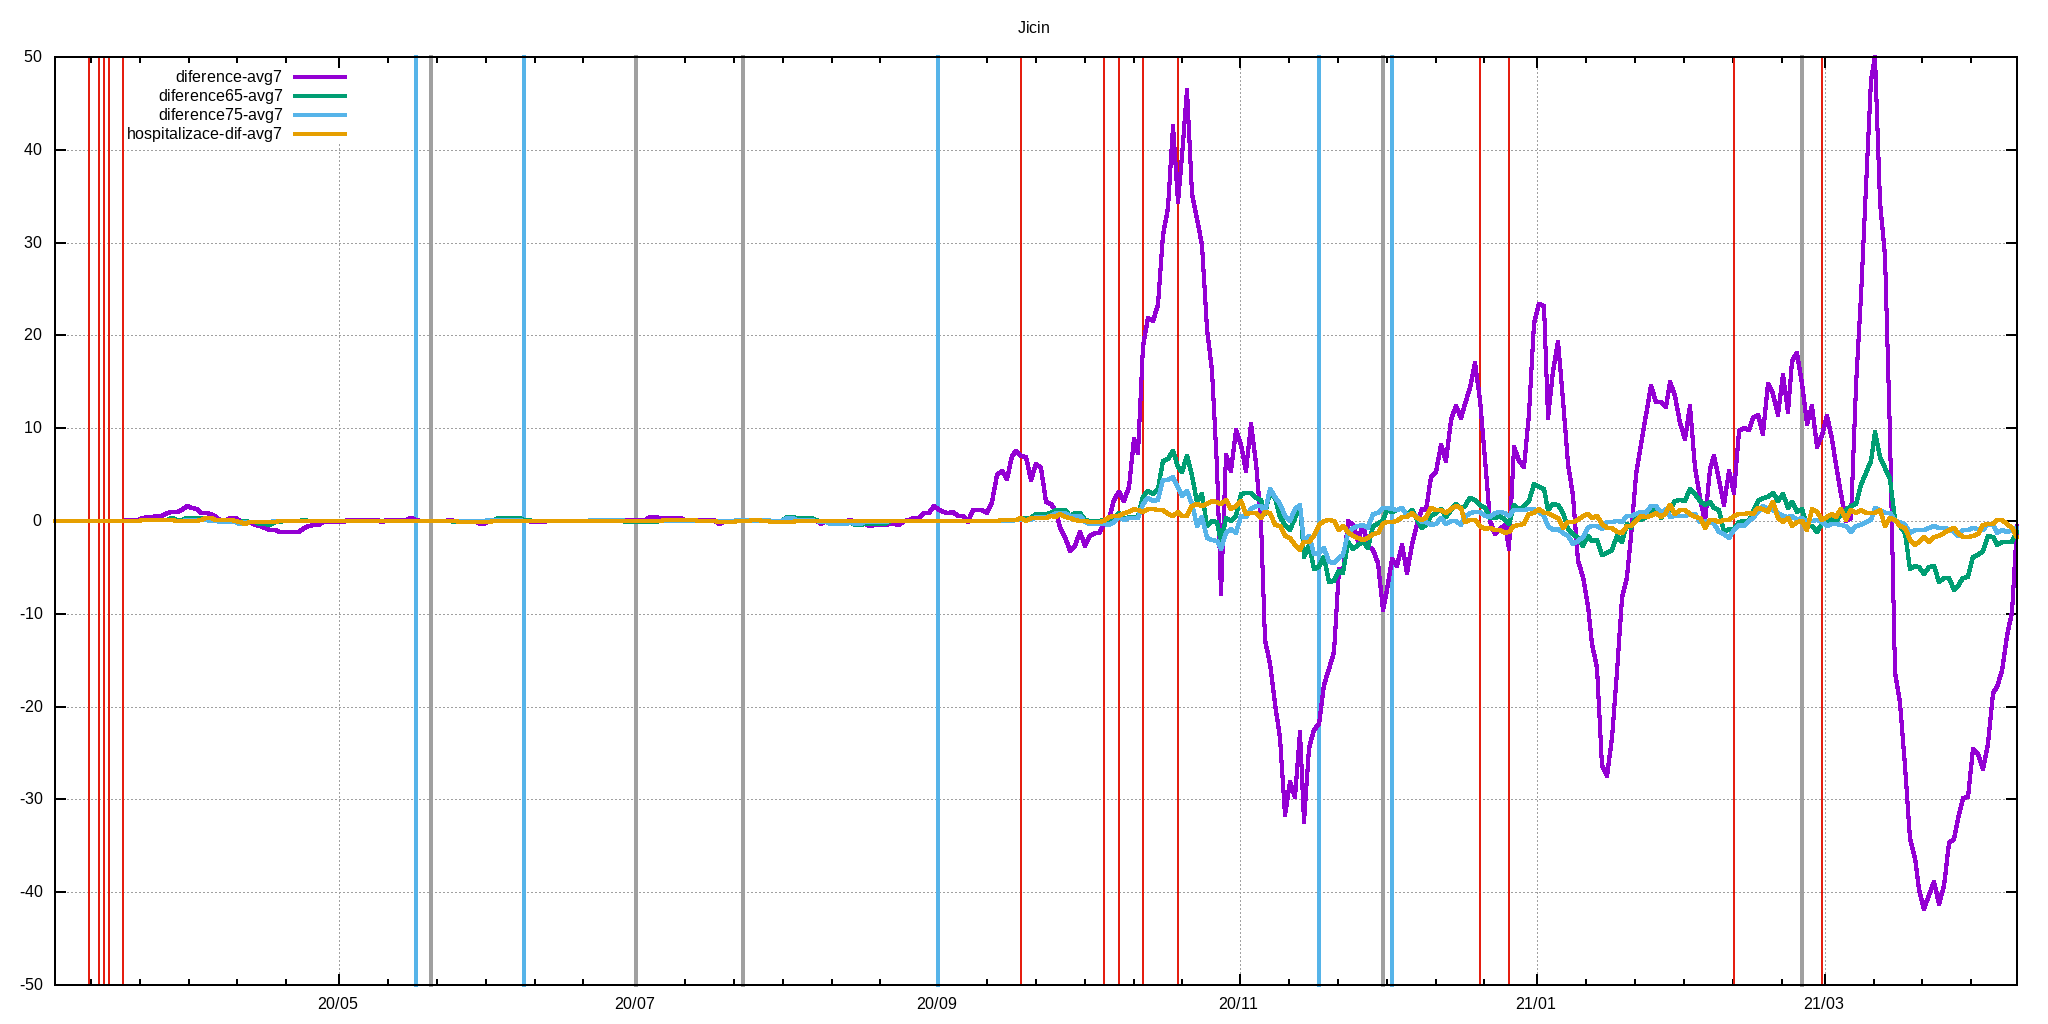 Jicin
diference-avg7
diference65-avg7
diference75-avg7
hospitalizace-dif-avg7
50
40
30
20
10
0
-10
-20
-30
-40
-50
20/05 20/07 20/09 20/11 21/01 21/03